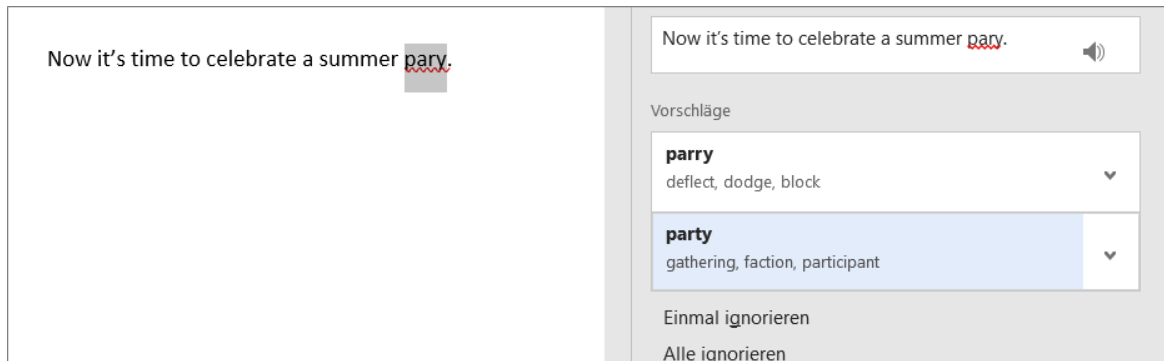 Now it's time to celebrate a summer pary.
Now it's time to celebrate a summer pary.
Vorschläge
parry
deflect, dodge, block
party
gathering, faction, participant
Einmal ignorieren
Alle ignorieren